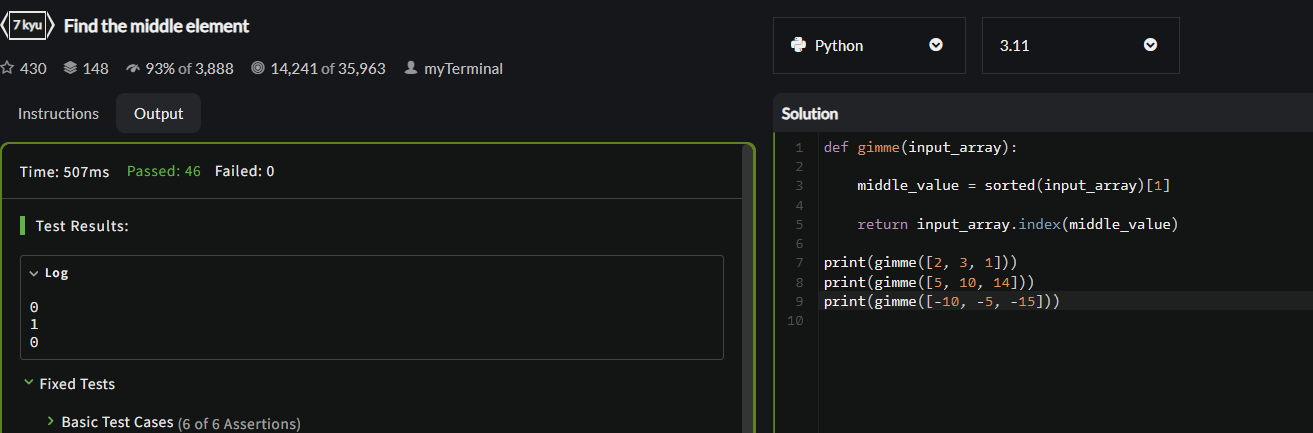 7 kyu Find the middle element
430 148 93% of 3,888 14,241 of 35,963 myTerminal
Instructions Output
Time: 507ms Passed: 46 Failed: 0
Test Results:
Log
0
1
0
Fixed Tests
Basic Test Cases (6 of 6 Assertions)
Python 3.11
Solution
1 def gimme(input_array):
2
3 middle_value = sorted(input_array)[1]
4
5 return input_array.index(middle_value)
6
7 print(gimme([2, 3, 1]))
8 print(gimme([5, 10, 14]))
9 print(gimme([-10, -5, -15]))
10